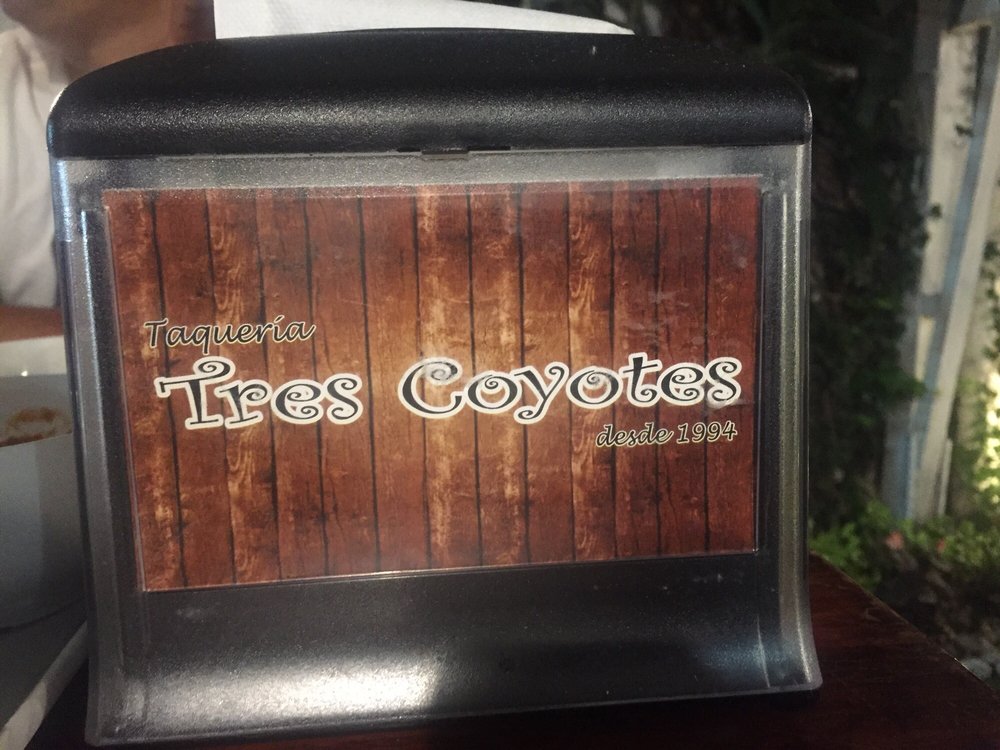 Taquería
Tres Coyotes
desde 1994